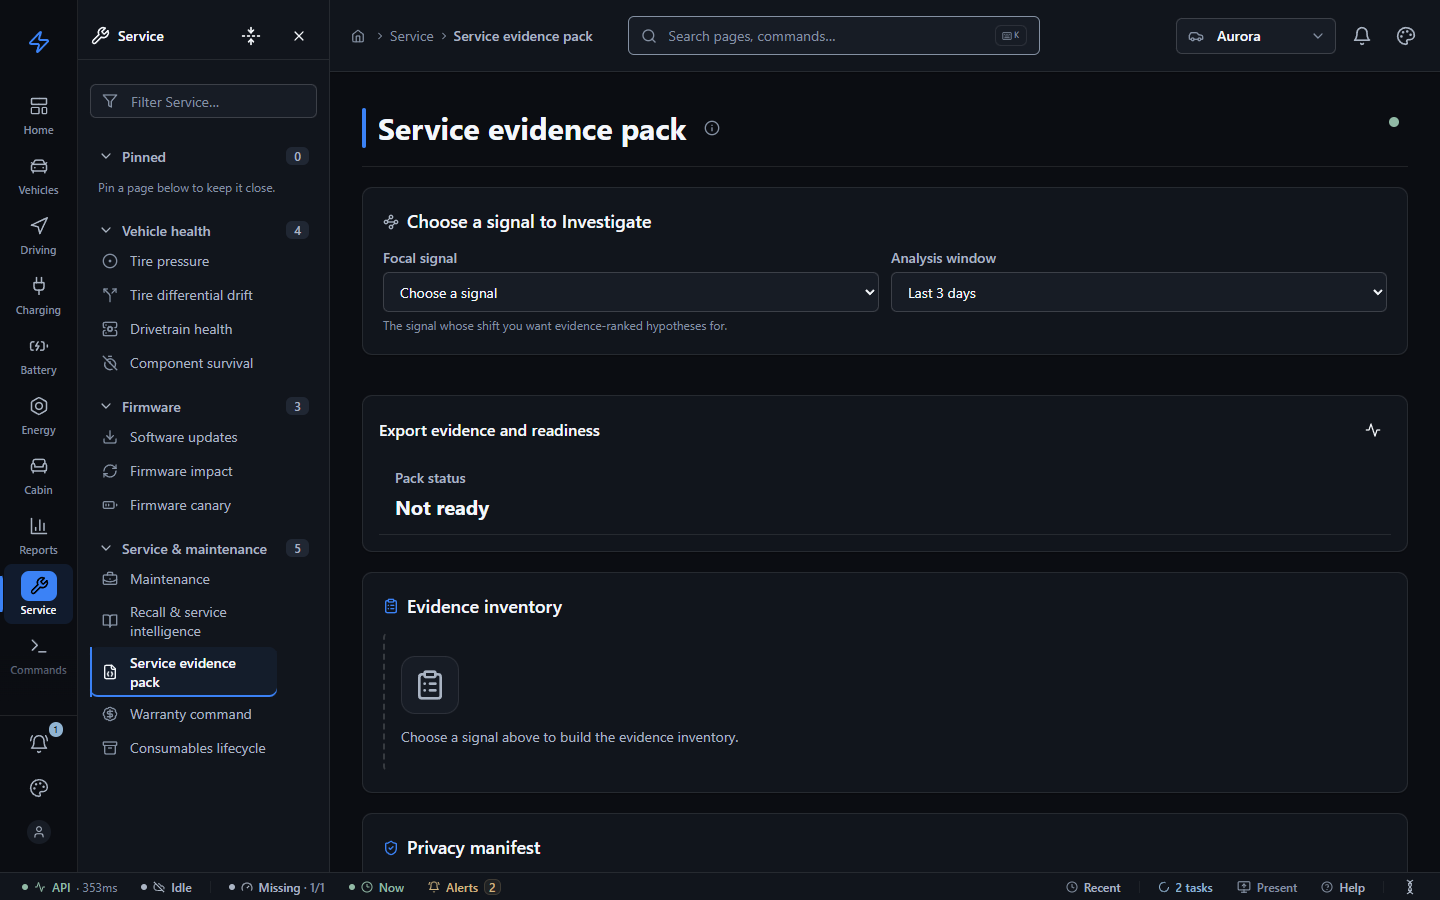 Service
Service
Service evidence pack
Search pages, commands...
K
Aurora
Home
Vehicles
Driving
Charging
Battery
Energy
Cabin
Reports
Service
Commands
1
Filter Service...
Pinned
0
Pin a page below to keep it close.
Vehicle health
4
Tire pressure
Tire differential drift
Drivetrain health
Component survival
Firmware
3
Software updates
Firmware impact
Firmware canary
Service & maintenance
5
Maintenance
Recall & service
intelligence
Service evidence
pack
Warranty command
Consumables lifecycle
Service evidence pack
Choose a signal to Investigate
Focal signal
Choose a signal
The signal whose shift you want evidence-ranked hypotheses for.
Analysis window
Last 3 days
Export evidence and readiness
Pack status
Not ready
Evidence inventory
Choose a signal above to build the evidence inventory.
Privacy manifest
API · 353ms
Idle
Missing · 1/1
Now
Alerts 2
Recent
2 tasks
Present
Help